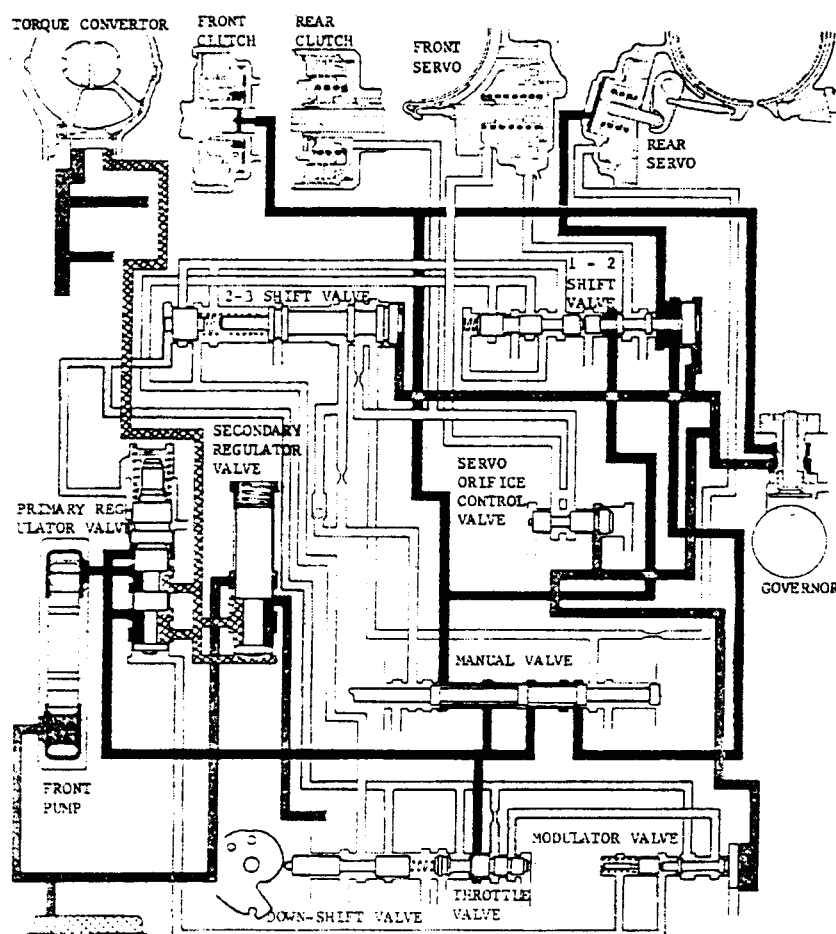 TORQUE CONVERTOR
FRONT
CLUTCH
REAR
CLUTCH
FRONT
SERVO
REAR
SERVO
2-3 SHIFT VALVE
1 - 2
SHIFT
VALVE
SECONDARY
REGULATOR
VALVE
SERVO
ORIFICE
CONTROL
VALVE
PRIMARY REG-
ULATOR VALVE
GOVERNOR
MANUAL VALVE
FRONT
PUMP
MODULATOR VALVE
DOWN-SHIFT VALVE
THROTTLE
VALVE